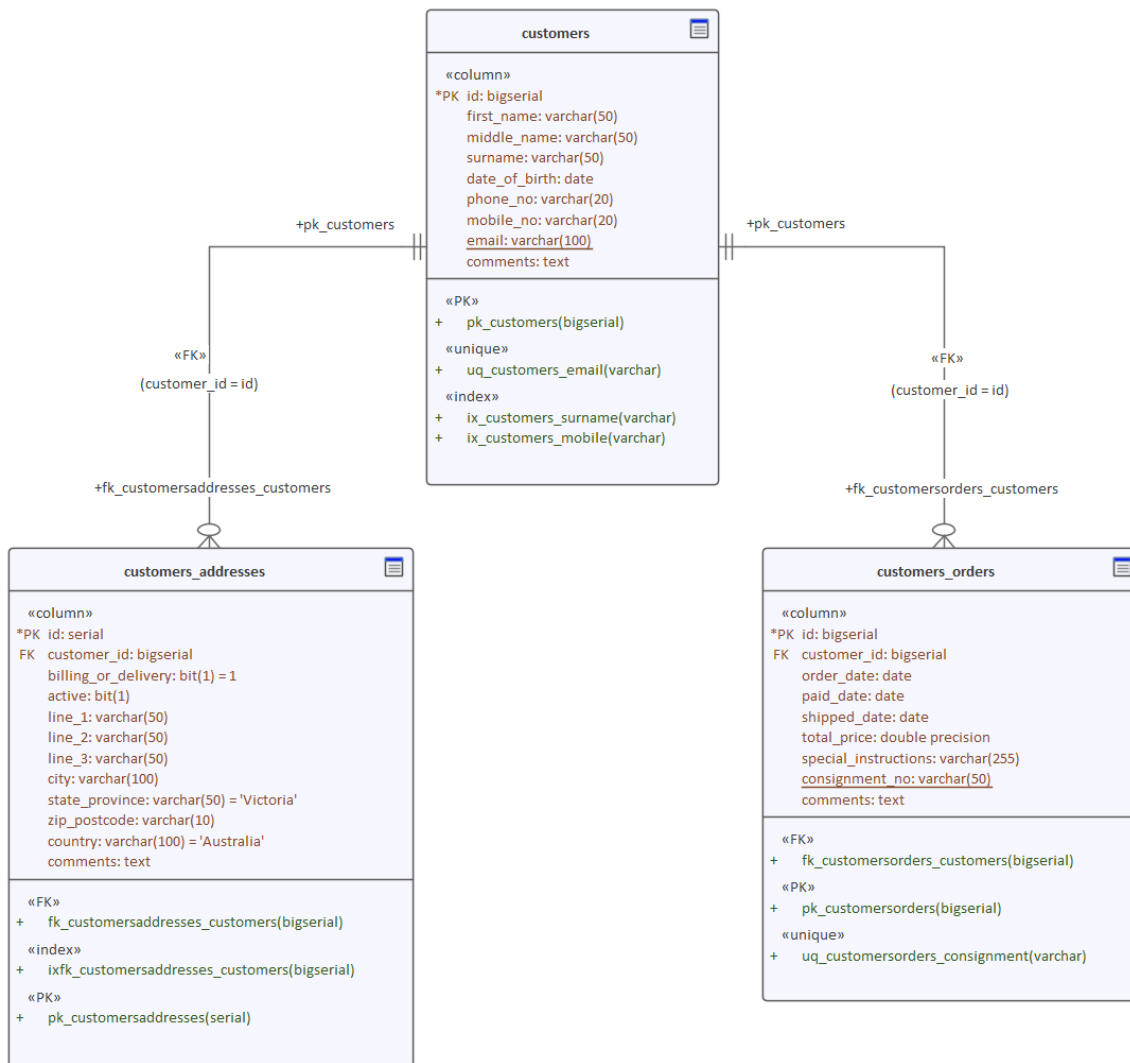 customers
«column»
*PK id: bigserial
first_name: varchar(50)
middle_name: varchar(50)
surname: varchar(50)
date_of_birth: date
phone_no: varchar(20)
mobile_no: varchar(20)
email: varchar(100)
comments: text
«PK»
+ pk_customers(bigserial)
«unique»
+ uq_customers_email(varchar)
«index»
+ ix_customers_surname(varchar)
+ ix_customers_mobile(varchar)
+pk_customers
«FK»
(customer_id = id)
+fk_customersaddresses_customers
+pk_customers
«FK»
(customer_id = id)
+fk_customersorders_customers
customers_addresses
«column»
*PK id: serial
FK customer_id: bigserial
billing_or_delivery: bit(1) = 1
active: bit(1)
line_1: varchar(50)
line_2: varchar(50)
line_3: varchar(50)
city: varchar(100)
state_province: varchar(50) = 'Victoria'
zip_postcode: varchar(10)
country: varchar(100) = 'Australia'
comments: text
«FK»
+ fk_customersaddresses_customers(bigserial)
«index»
+ ixfk_customersaddresses_customers(bigserial)
«PK»
+ pk_customersaddresses(serial)
customers_orders
«column»
*PK id: bigserial
FK customer_id: bigserial
order_date: date
paid_date: date
shipped_date: date
total_price: double precision
special_instructions: varchar(255)
consignment_no: varchar(50)
comments: text
«FK»
+ fk_customersorders_customers(bigserial)
«PK»
+ pk_customersorders(bigserial)
«unique»
+ uq_customersorders_consignment(varchar)